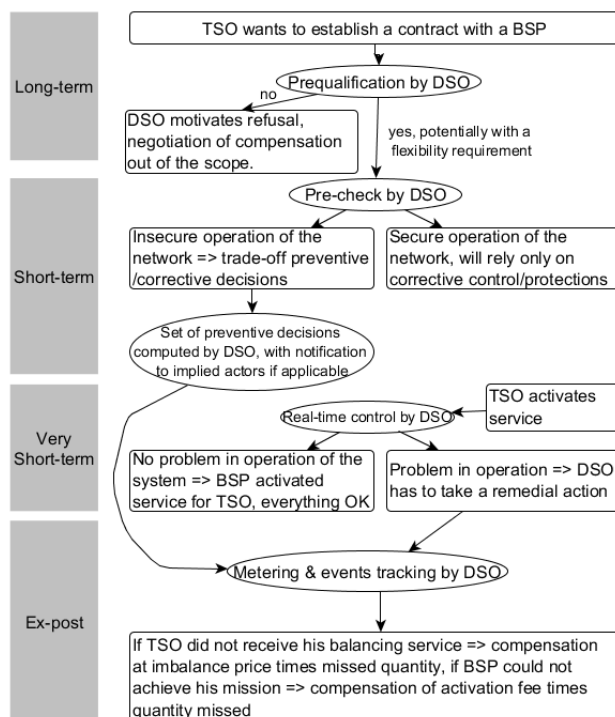 TSO wants to establish a contract with a BSP
Long-term
Prequalification by DSO
no
DSO motivates refusal,
negotiation of compensation
out of the scope.
yes, potentially with a
flexibility requirement
Pre-check by DSO
Short-term
Insecure operation of the
network => trade-off preventive
/corrective decisions
Secure operation of the
network, will rely only on
corrective control/protections
Set of preventive decisions
computed by DSO, with notification
to implied actors if applicable
Very
Short-term
TSO activates
service
Real-time control by DSO
No problem in operation of the
system => BSP activated
service for TSO, everything OK
Problem in operation => DSO
has to take a remedial action
Ex-post
Metering & events tracking by DSO
If TSO did not receive his balancing service => compensation
at imbalance price times missed quantity, if BSP could not
achieve his mission => compensation of activation fee times
quantity missed